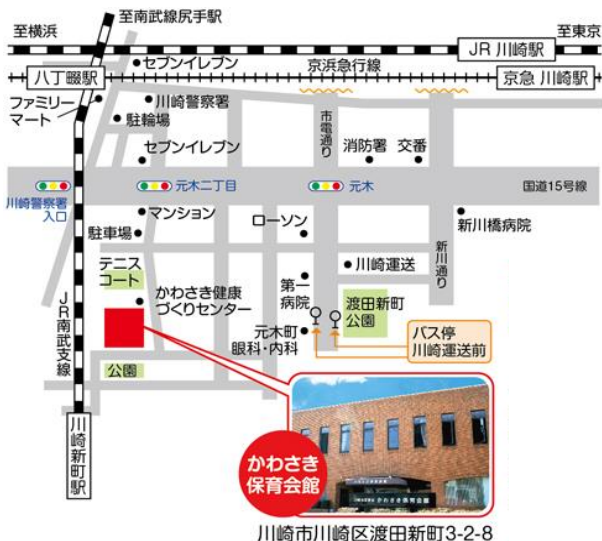 至横浜
至南武線尻手駅
至東京
JR 川崎駅
セブンイレブン
京浜急行線
八丁畷駅
京急 川崎駅
ファミリー
マート
川崎警察署
駐輪場
市電通り
消防署
交番
セブンイレブン
川崎警察署
入口
元木二丁目
元木
国道15号線
マンション
ローソン
新川橋病院
駐車場
新川通り
テニス
コート
川崎運送
かわさき健康
づくりセンター
第一
病院
渡田新町
公園
JR南武支線
元木町
眼科・内科
バス停
川崎運送前
公園
川崎新町駅
かわさき
保育会館
かわさき保育会館
川崎市川崎区渡田新町3-2-8